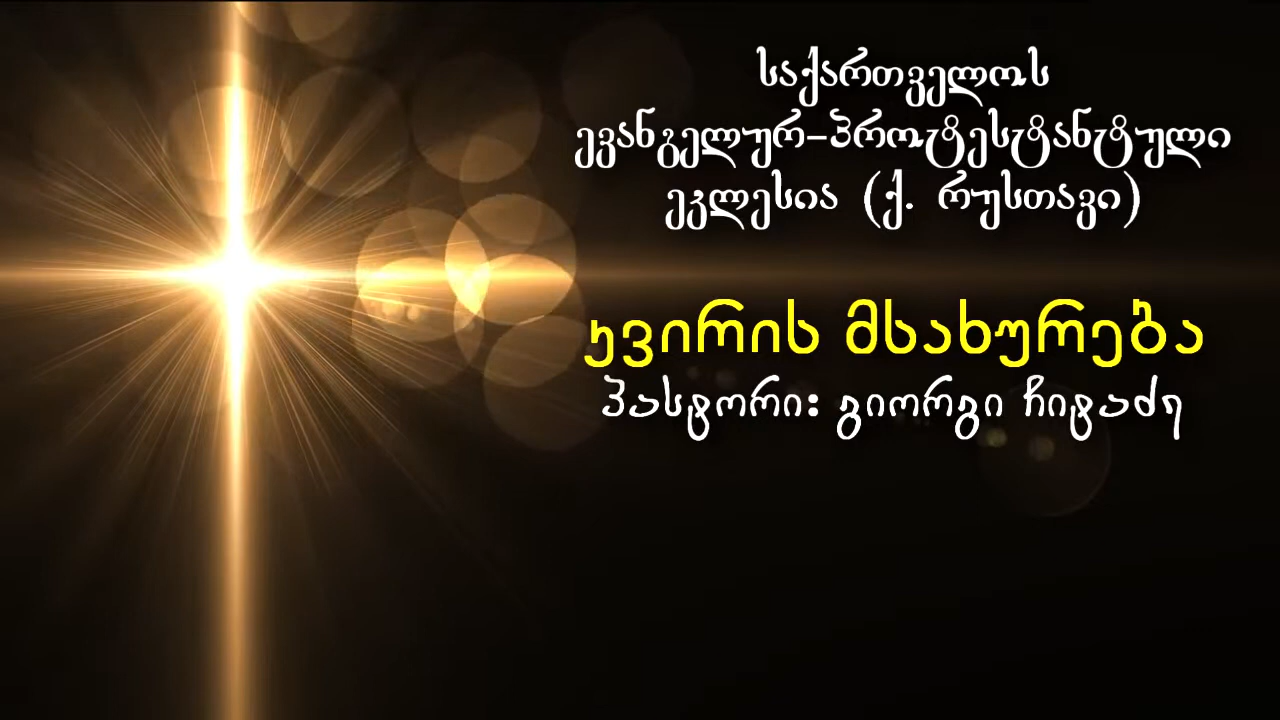 საქართველოს
ევანგელურ-პროტესტანტული
ეკლესია (ქ. რუსთავი)
კვირის მსახურება
პასტორი: გიორგი ჩიტაძე